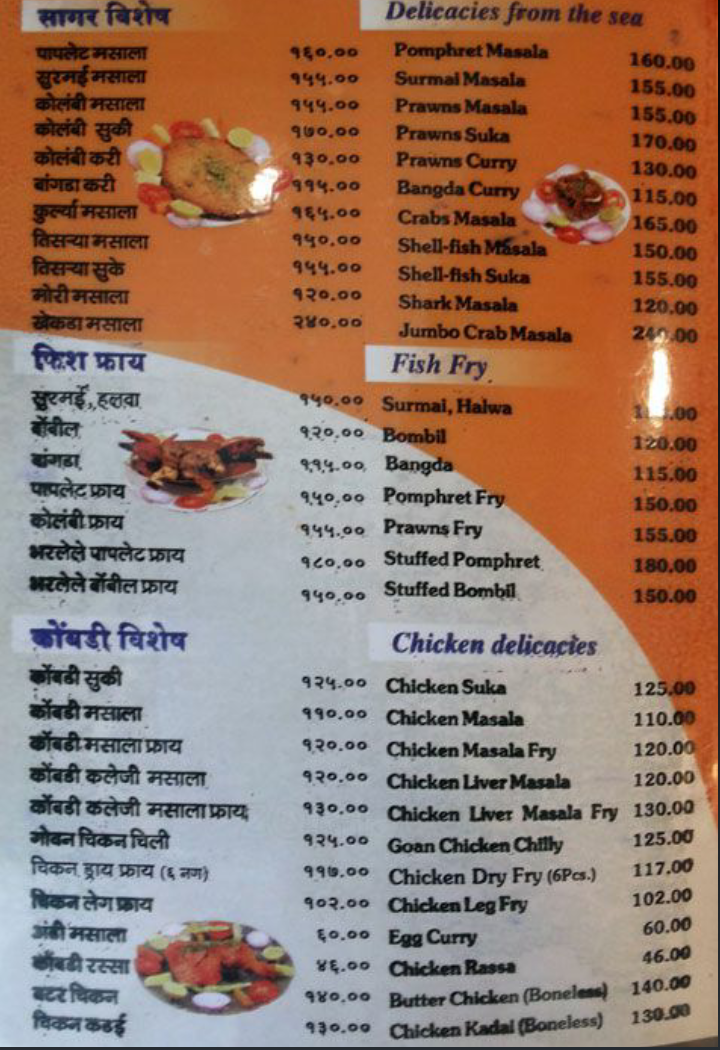 सागर विशेष Delicacies from the sea
पापलेट मसाला १६०.०० Pomphret Masala 160.00
सुरमई मसाला १५५.०० Surmai Masala 155.00
कोलंबी मसाला १५५.०० Prawns Masala 155.00
कोलंबी सुकी १७०.०० Prawns Suka 170.00
कोलंबी करी १३०.०० Prawns Curry 130.00
बांगडा करी ११५.०० Bangda Curry 115.00
कुर्ल्या मसाला १६५.०० Crabs Masala 165.00
तिसऱ्या मसाला १५०.०० Shell-fish Masala 150.00
तिसऱ्या सुके १५५.०० Shell-fish Suka 155.00
मोरी मसाला १२०.०० Shark Masala 120.00
खेकडा मसाला २४०.०० Jumbo Crab Masala 240.00
फिश फ्राय Fish Fry
सुरमई, हलवा १५०.०० Surmai, Halwa
बोंबील १२०.०० Bombil 120.00
बांगडा ११५.०० Bangda 115.00
पापलेट फ्राय १५०.०० Pomphret Fry 150.00
कोलंबी फ्राय १५५.०० Prawns Fry 155.00
भरलेले पापलेट फ्राय १८०.०० Stuffed Pomphret 180.00
भरलेले बोंबील फ्राय १५०.०० Stuffed Bombil 150.00
कोंबडी विशेष Chicken delicacies
कोंबडी सुकी १२५.०० Chicken Suka 125.00
कोंबडी मसाला ११०.०० Chicken Masala 110.00
कोंबडी मसाला फ्राय १२०.०० Chicken Masala Fry 120.00
कोंबडी कलेजी मसाला १२०.०० Chicken Liver Masala 120.00
कोंबडी कलेजी मसाला फ्राय १३०.०० Chicken Liver Masala Fry 130.00
गोवन चिकन चिली १२५.०० Goan Chicken Chilly 125.00
चिकन ड्राय फ्राय (६ नग) ११७.०० Chicken Dry Fry (6Pcs.) 117.00
चिकन लेग फ्राय १०२.०० Chicken Leg Fry 102.00
अंडी मसाला ६०.०० Egg Curry 60.00
कोंबडी रस्सा ४६.०० Chicken Rassa 46.00
बटर चिकन १४०.०० Butter Chicken (Boneless) 140.00
चिकन कढई १३०.०० Chicken Kadai (Boneless) 130.00